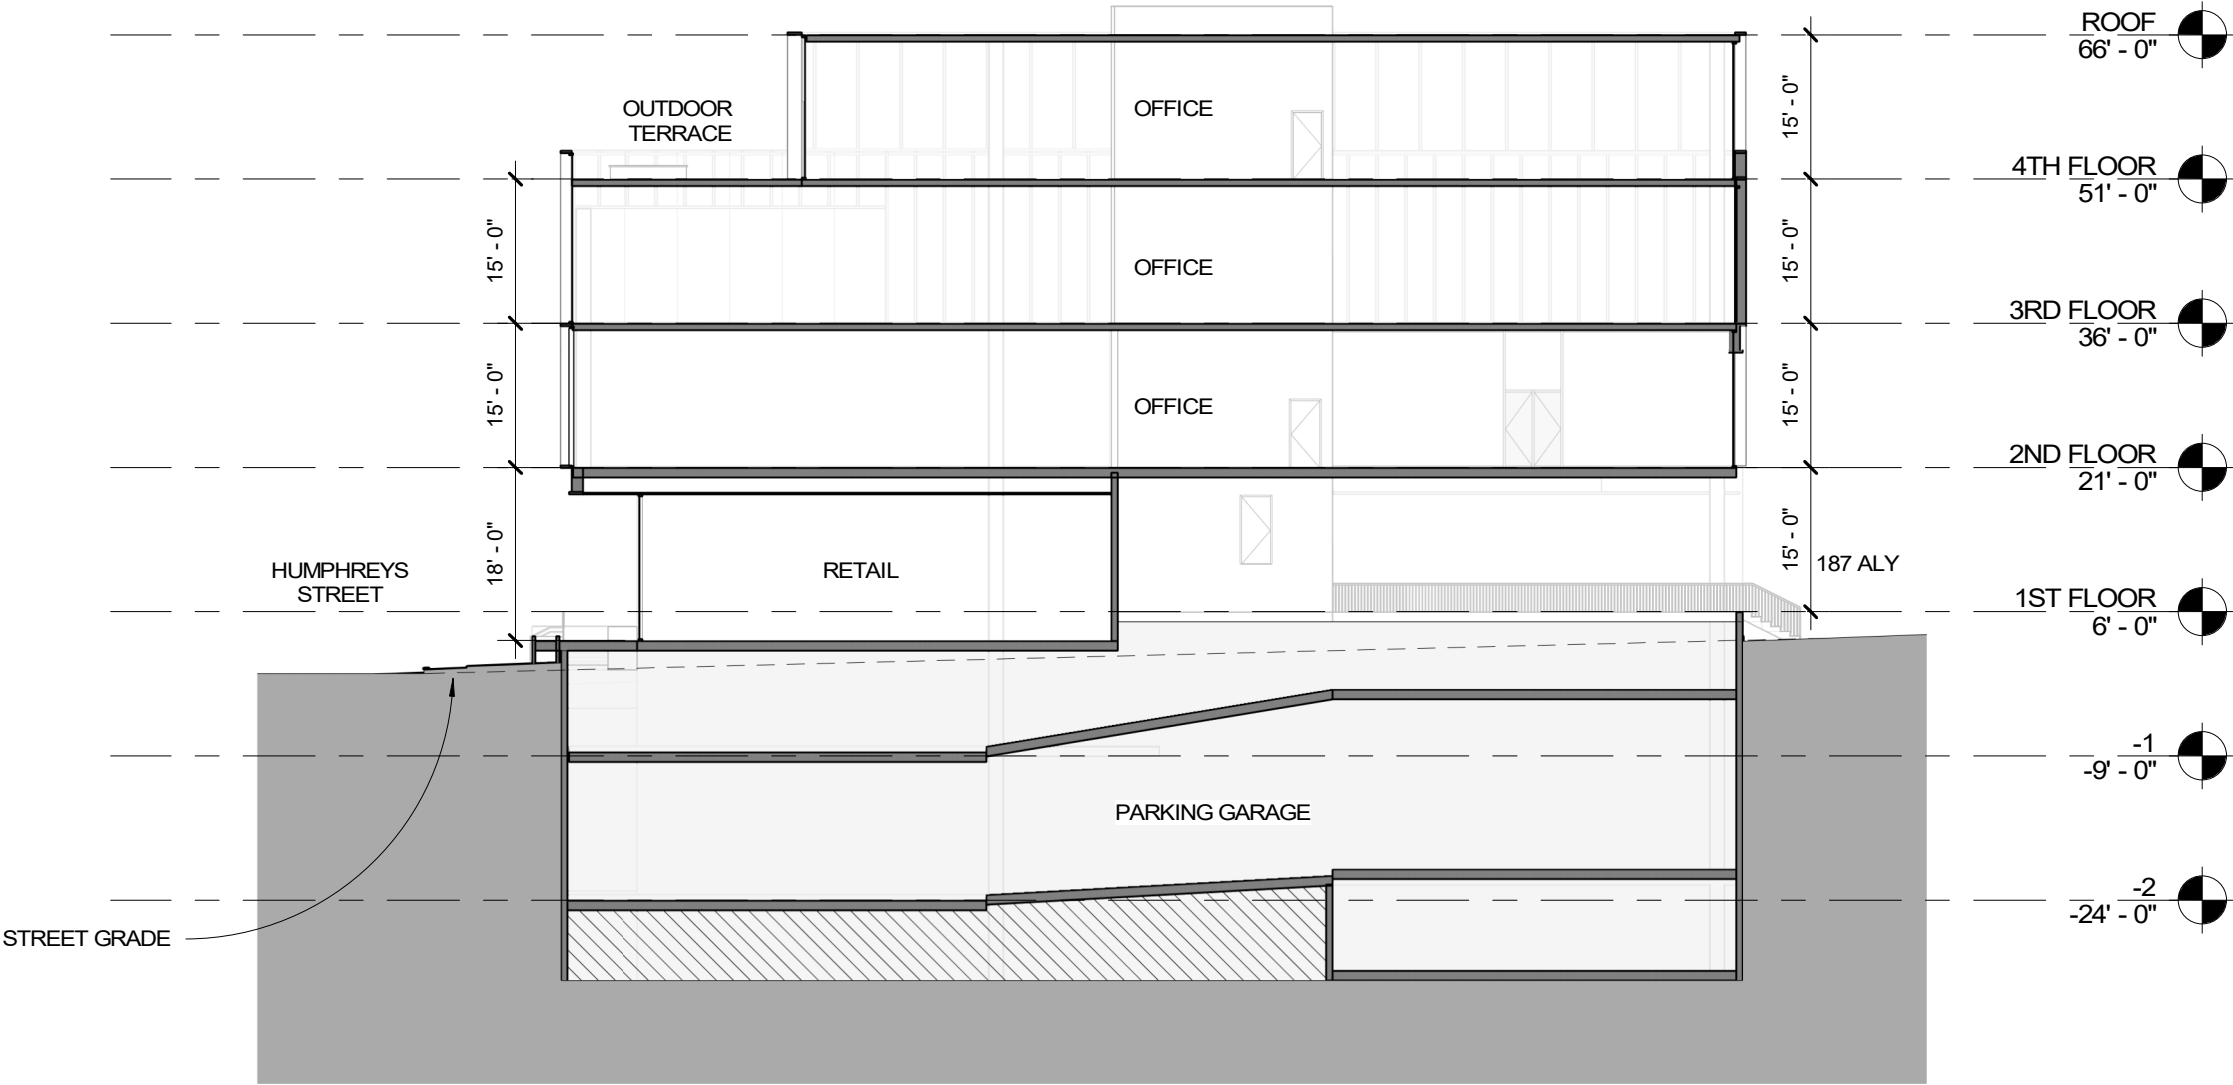 ROOF
66' - 0"
15' - 0"
OUTDOOR
TERRACE
OFFICE
4TH FLOOR
51' - 0"
15' - 0"
OFFICE
15' - 0"
3RD FLOOR
36' - 0"
15' - 0"
OFFICE
15' - 0"
2ND FLOOR
21' - 0"
18' - 0"
15' - 0"
HUMPHREYS
STREET
RETAIL
187 ALY
1ST FLOOR
6' - 0"
-1
-9' - 0"
PARKING GARAGE
-2
-24' - 0"
STREET GRADE